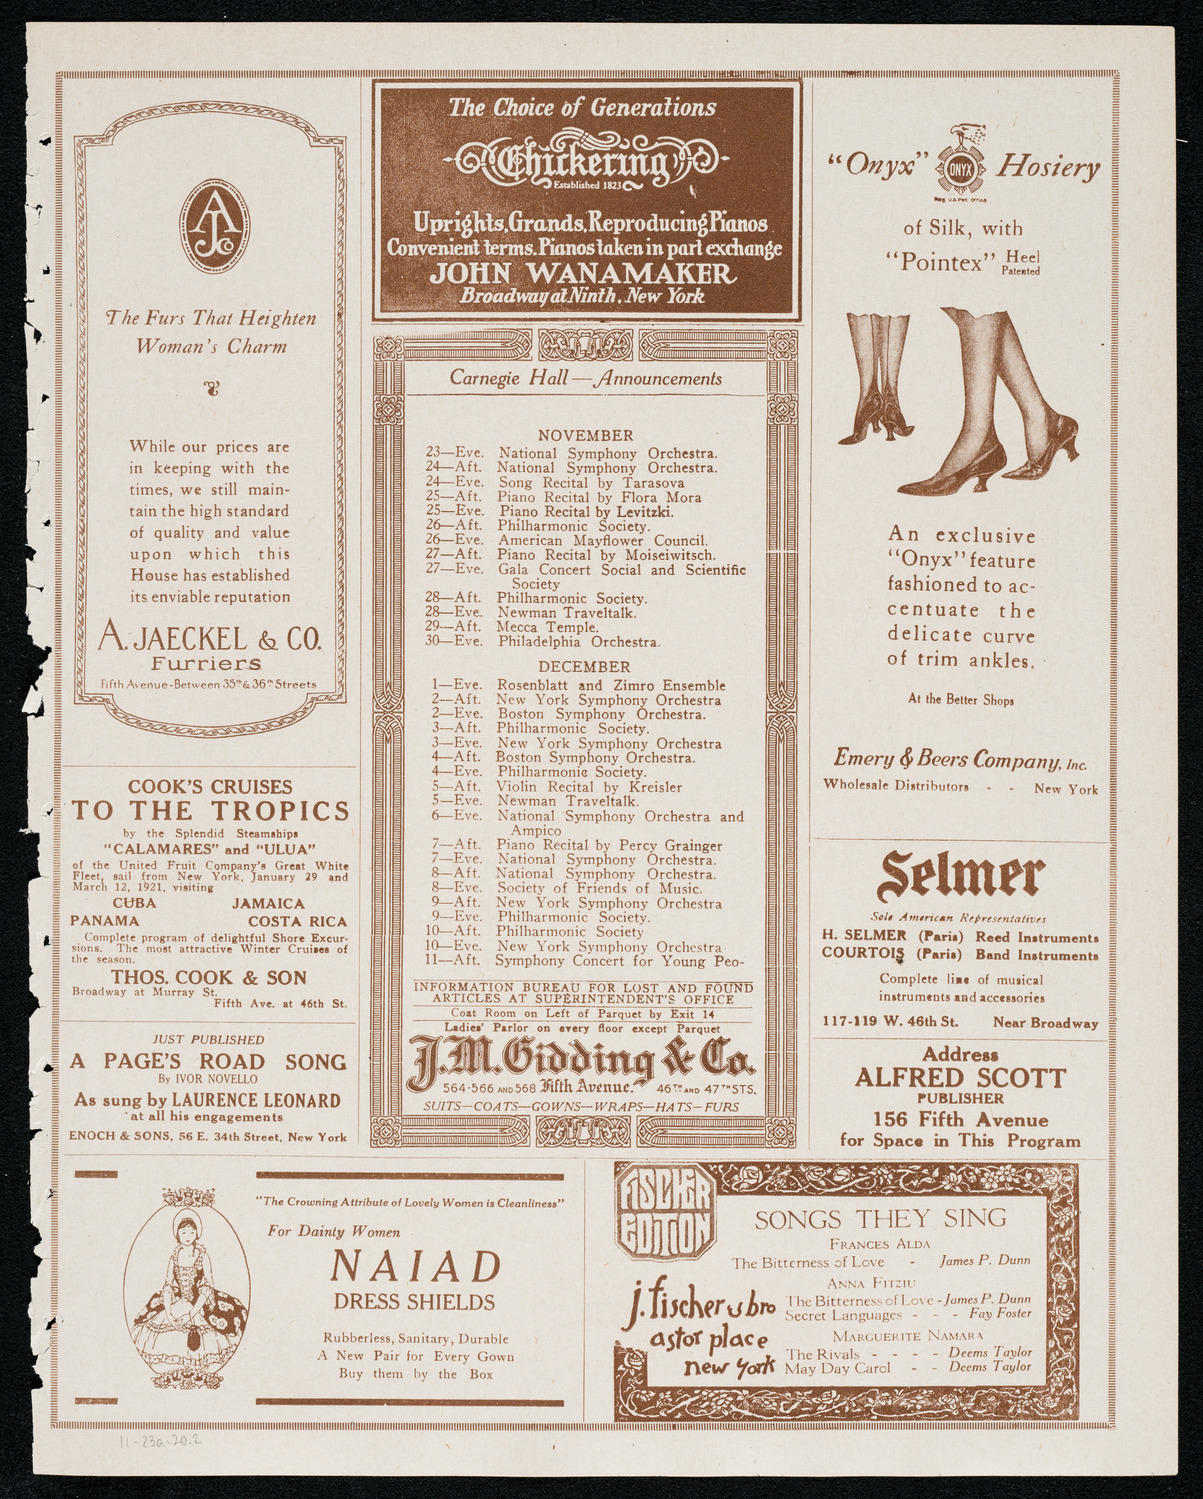 AJCo
The Furs That Heighten
Woman's Charm
While our prices are
in keeping with the
times, we still main-
tain the high standard
of quality and value
upon which this
House has established
its enviable reputation
A. JAECKEL & CO.
Furriers
Fifth Avenue-Between 35th & 36th Streets
COOK'S CRUISES
TO THE TROPICS
by the Splendid Steamships
"CALAMARES" and "ULUA"
of the United Fruit Company's Great White
Fleet, sail from New York, January 29 and
March 12, 1921, visiting
CUBA JAMAICA
PANAMA COSTA RICA
Complete program of delightful Shore Excur-
sions. The most attractive Winter Cruises of
the season.
THOS. COOK & SON
Broadway at Murray St.
Fifth Ave. at 46th St.
JUST PUBLISHED
A PAGE'S ROAD SONG
By IVOR NOVELLO
As sung by LAURENCE LEONARD
at all his engagements
ENOCH & SONS, 56 E. 34th Street, New York
The Choice of Generations
Chickering
Established 1823
Uprights, Grands, Reproducing Pianos
Convenient terms. Pianos taken in part exchange
JOHN WANAMAKER
Broadway at Ninth, New York
Carnegie Hall—Announcements
NOVEMBER
23—Eve. National Symphony Orchestra.
24—Aft. National Symphony Orchestra.
24—Eve. Song Recital by Tarasova
25—Aft. Piano Recital by Flora Mora
25—Eve. Piano Recital by Levitzki.
26—Aft. Philharmonic Society.
26—Eve. American Mayflower Council.
27—Aft. Piano Recital by Moiseiwitsch.
27—Eve. Gala Concert Social and Scientific
Society
28—Aft. Philharmonic Society.
28—Eve. Newman Traveltalk.
29—Aft. Mecca Temple.
30—Eve. Philadelphia Orchestra.
DECEMBER
1—Eve. Rosenblatt and Zimro Ensemble
2—Aft. New York Symphony Orchestra
2—Eve. Boston Symphony Orchestra.
3—Aft. Philharmonic Society.
3—Eve. New York Symphony Orchestra
4—Aft. Boston Symphony Orchestra.
4—Eve. Philharmonic Society.
5—Aft. Violin Recital by Kreisler
5—Eve. Newman Traveltalk.
6—Eve. National Symphony Orchestra and
Ampico
7—Aft. Piano Recital by Percy Grainger
7—Eve. National Symphony Orchestra.
8—Aft. National Symphony Orchestra.
8—Eve. Society of Friends of Music.
9—Aft. New York Symphony Orchestra
9—Eve. Philharmonic Society.
10—Aft. Philharmonic Society
10—Eve. New York Symphony Orchestra
11—Aft. Symphony Concert for Young Peo-
INFORMATION BUREAU FOR LOST AND FOUND
ARTICLES AT SUPERINTENDENT'S OFFICE
Coat Room on Left of Parquet by Exit 14
Ladies' Parlor on every floor except Parquet
J.M. Gidding & Co.
564-566 AND 568 Fifth Avenue. 46TH AND 47TH STS.
SUITS—COATS—GOWNS—WRAPS—HATS—FURS
"Onyx" ONYX Hosiery
Reg. U.S. Pat. Office
of Silk, with
"Pointex" Heel
Patented
An exclusive
"Onyx" feature
fashioned to ac-
centuate the
delicate curve
of trim ankles.
At the Better Shops
Emery & Beers Company, Inc.
Wholesale Distributors - - New York
Selmer
Sole American Representatives
H. SELMER (Paris) Reed Instruments
COURTOIS (Paris) Band Instruments
Complete line of musical
instruments and accessories
117-119 W. 46th St. Near Broadway
Address
ALFRED SCOTT
PUBLISHER
156 Fifth Avenue
for Space in This Program
"The Crowning Attribute of Lovely Women is Cleanliness"
For Dainty Women
NAIAD
DRESS SHIELDS
Rubberless, Sanitary, Durable
A New Pair for Every Gown
Buy them by the Box
FISCHER
EDITION
j. fischer & bro
astor place
new york
SONGS THEY SING
FRANCES ALDA
The Bitterness of Love - James P. Dunn
ANNA FITZIU
The Bitterness of Love - James P. Dunn
Secret Languages - - - Fay Foster
MARGUERITE NAMARA
The Rivals - - - - Deems Taylor
May Day Carol - - Deems Taylor
11-23a-20.2